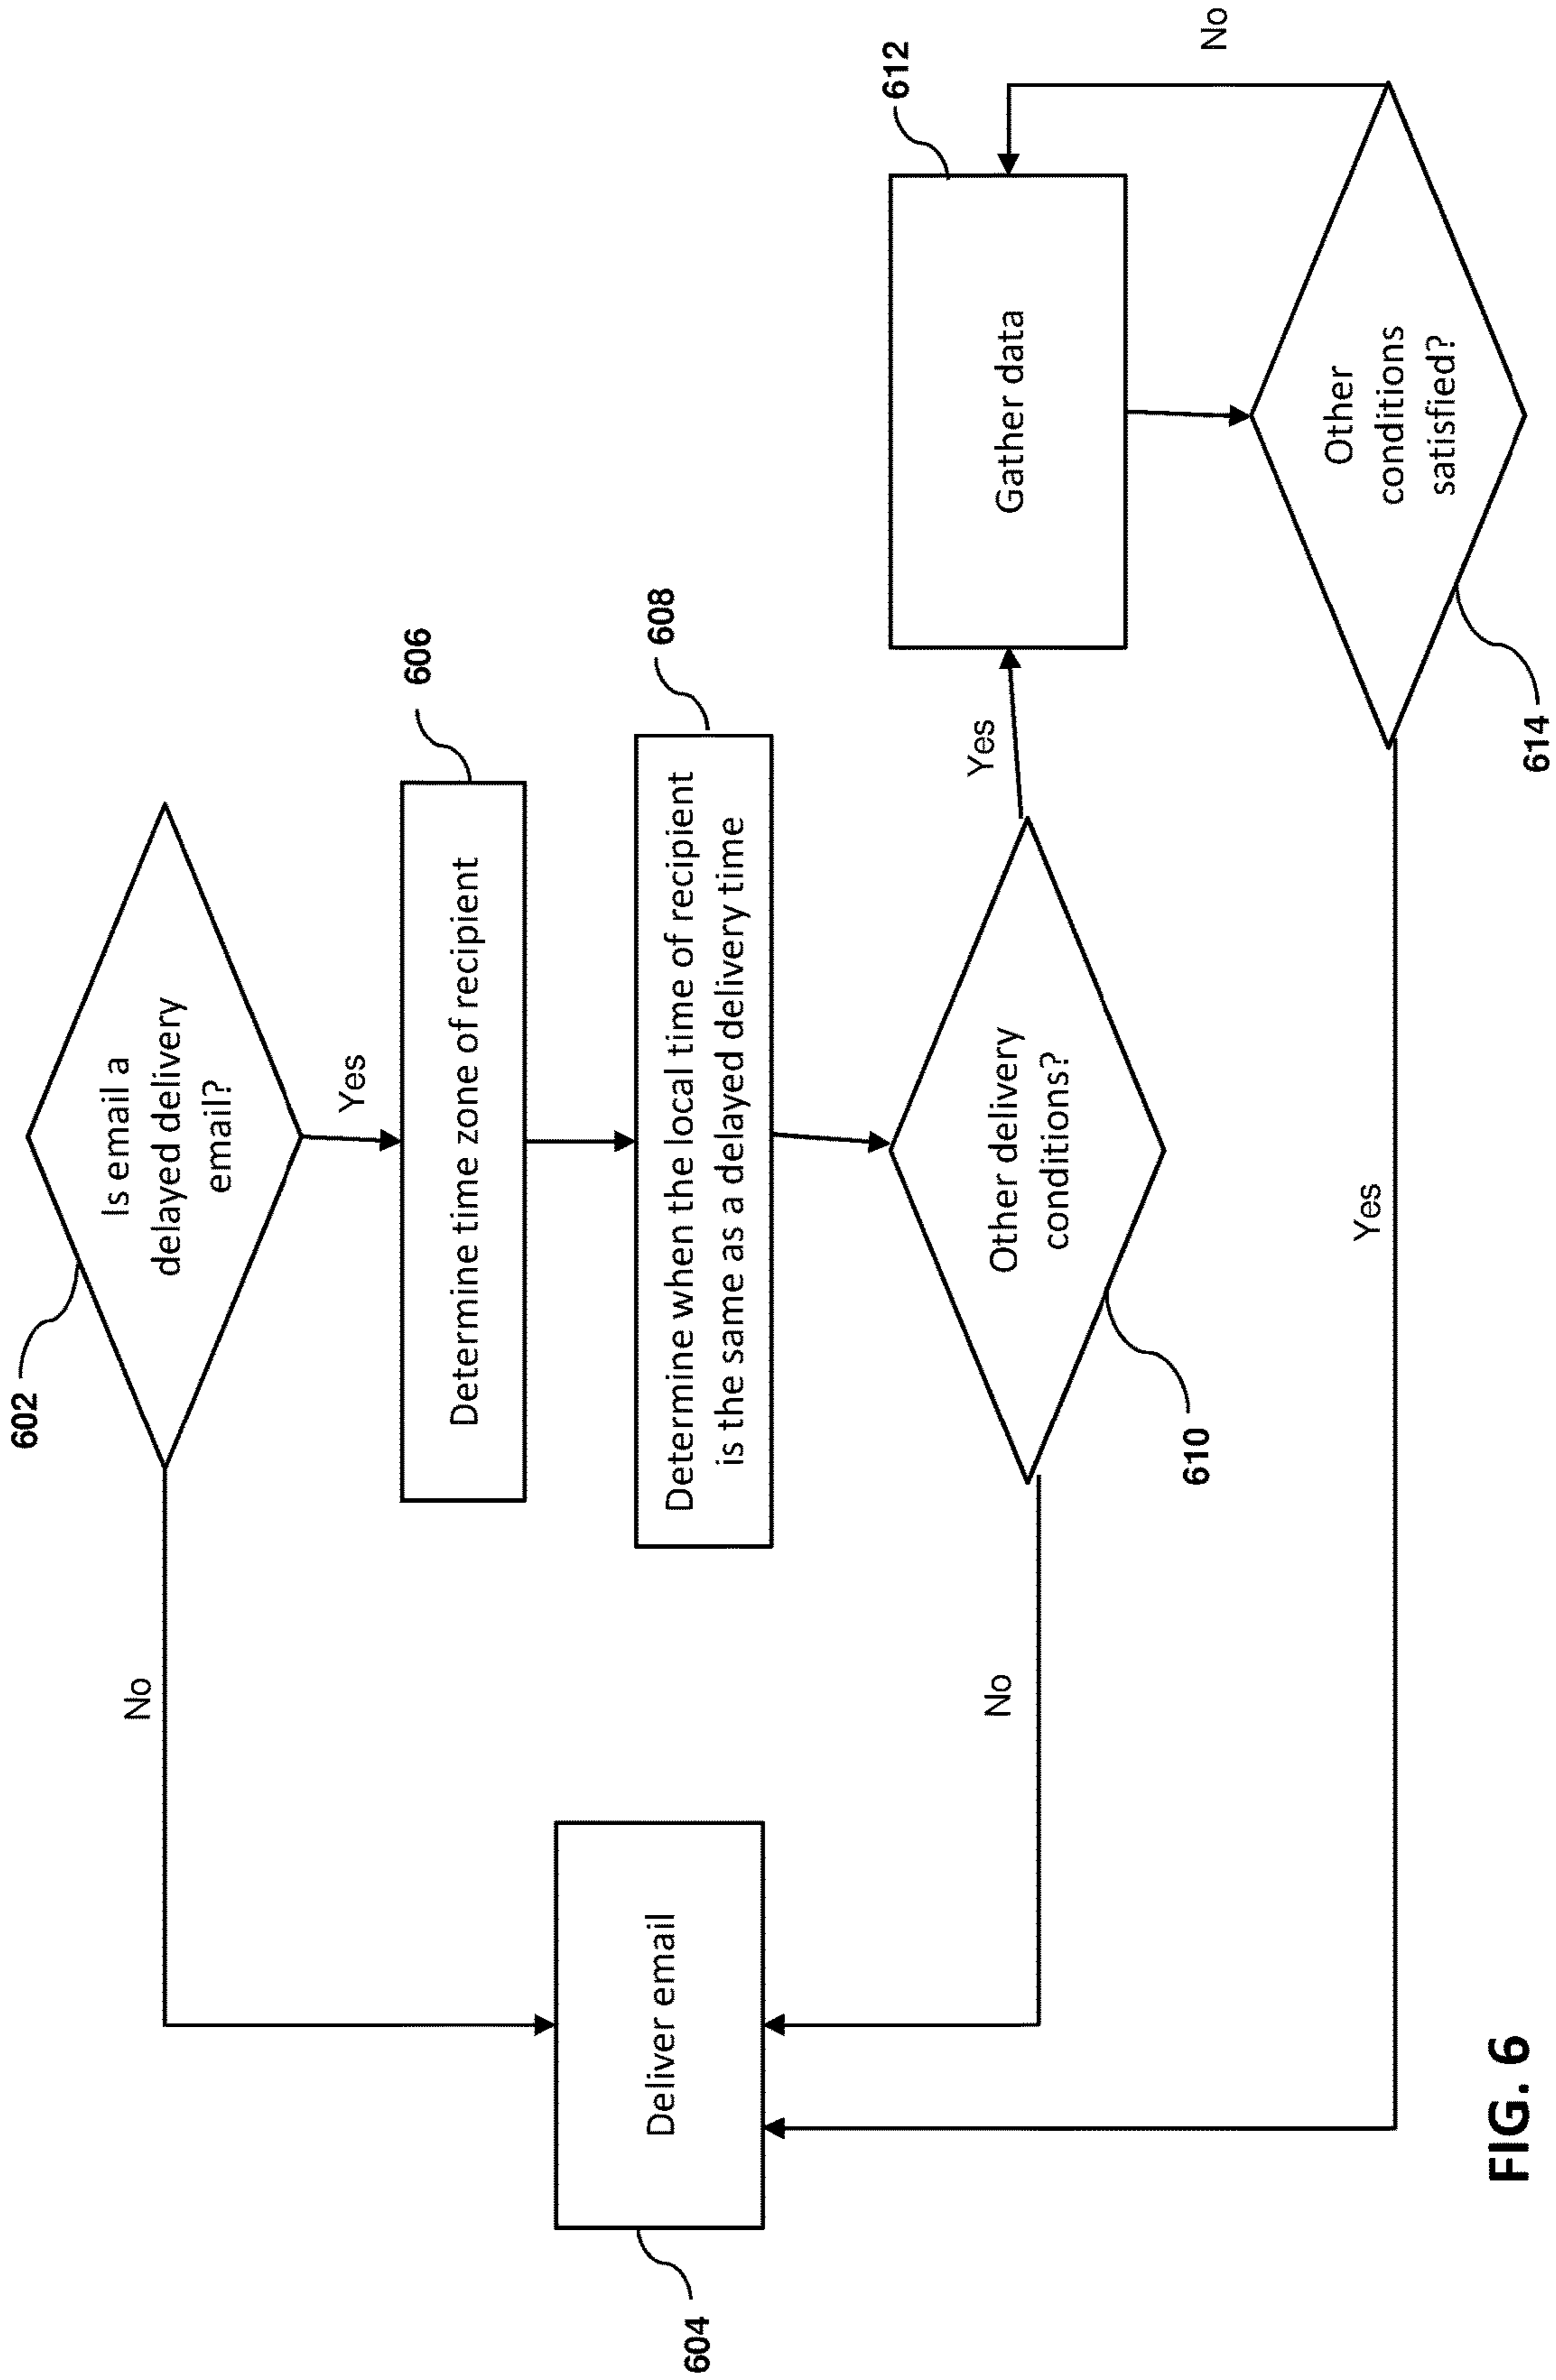 602
Is email a
delayed delivery
email?
No
Yes
606
Determine time zone of recipient
608
Determine when the local time of recipient
is the same as a delayed delivery time
604
Deliver email
No
Other delivery
conditions?
610
Yes
612
Gather data
No
Other
conditions
satisfied?
614
Yes
FIG. 6